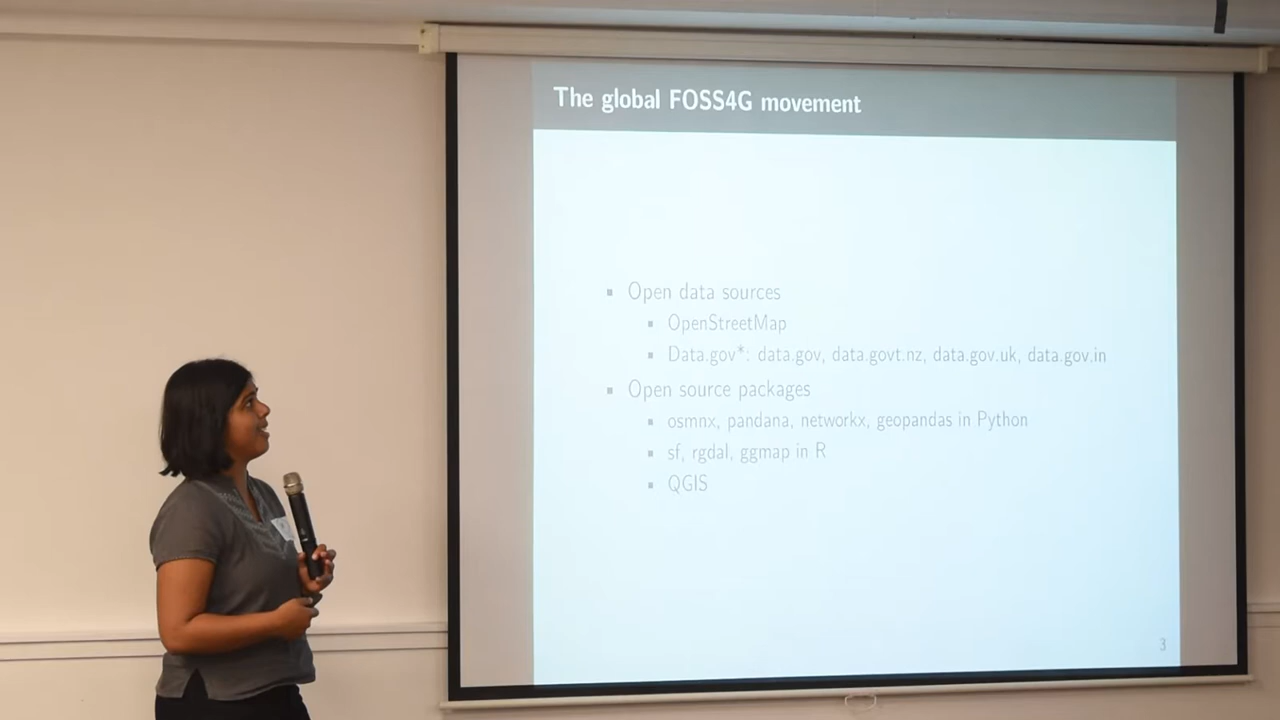 The global FOSS4G movement
Open data sources
OpenStreetMap
Data.gov*: data.gov, data.govt.nz, data.gov.uk, data.gov.in
Open source packages
osmnx, pandana, networkx, geopandas in Python
sf, rgdal, ggmap in R
QGIS
3